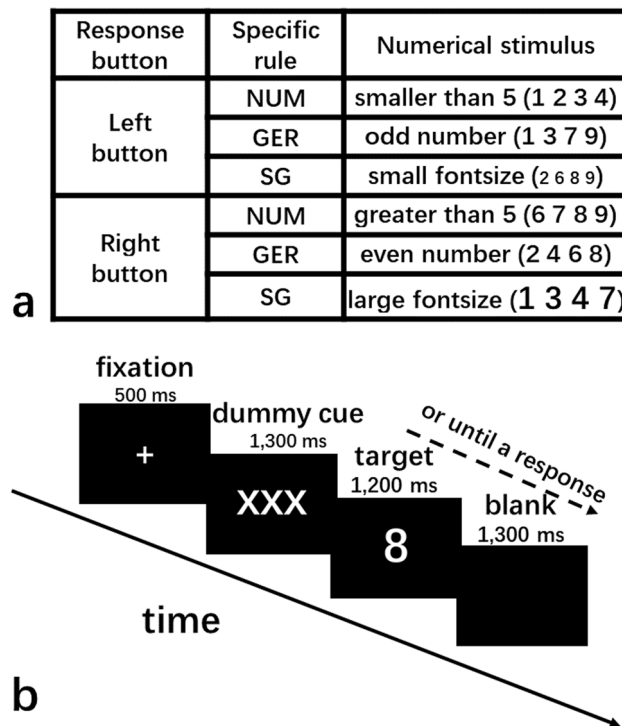 Response button Specific rule Numerical stimulus
Left button
NUM smaller than 5 (1 2 3 4)
GER odd number (1 3 7 9)
SG small fontsize (2 6 8 9)
Right button
NUM greater than 5 (6 7 8 9)
GER even number (2 4 6 8)
SG large fontsize (1 3 4 7)
a
fixation
500 ms
+
dummy cue
1,300 ms
XXX
target
1,200 ms
8
or until a response
blank
1,300 ms
time
b